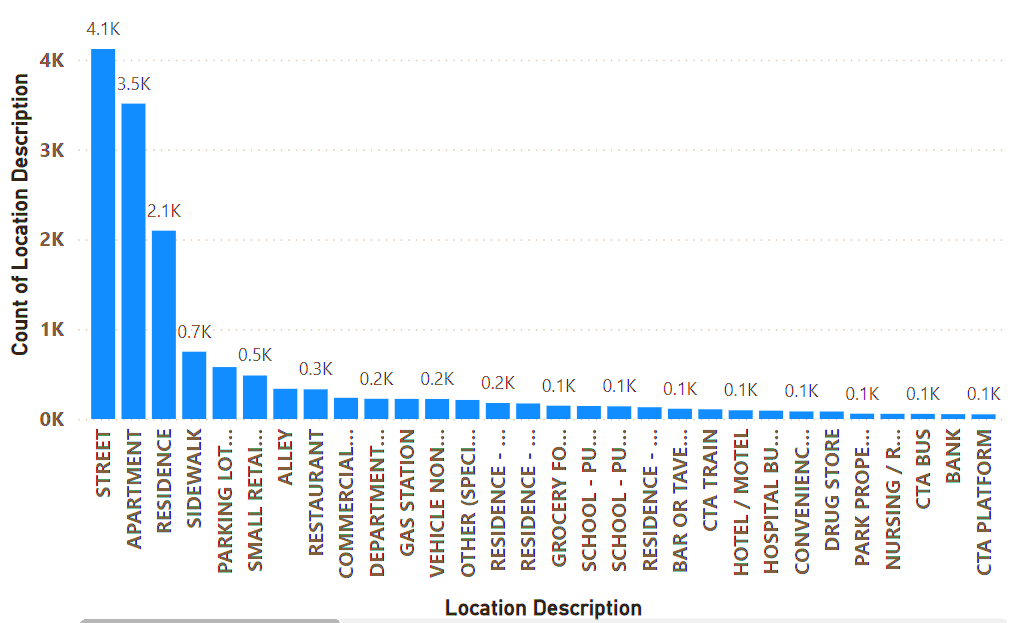 4.1K
4K
3.5K
3K
2.1K
2K
1K
0.7K
0.5K
0.3K
0.2K
0.2K
0.2K
0.1K
0.1K
0.1K
0.1K
0.1K
0.1K
0.1K
0.1K
0K
Count of Location Description
STREET
APARTMENT
RESIDENCE
SIDEWALK
PARKING LOT...
SMALL RETAI...
ALLEY
RESTAURANT
COMMERCIAL...
DEPARTMENT...
GAS STATION
VEHICLE NON...
OTHER (SPECI...
RESIDENCE - ...
RESIDENCE - ...
GROCERY FO...
SCHOOL - PU...
SCHOOL - PU...
RESIDENCE - ...
BAR OR TAVE...
CTA TRAIN
HOTEL / MOTEL
HOSPITAL BU...
CONVENIENC...
DRUG STORE
PARK PROPE...
NURSING / R...
CTA BUS
BANK
CTA PLATFORM
Location Description